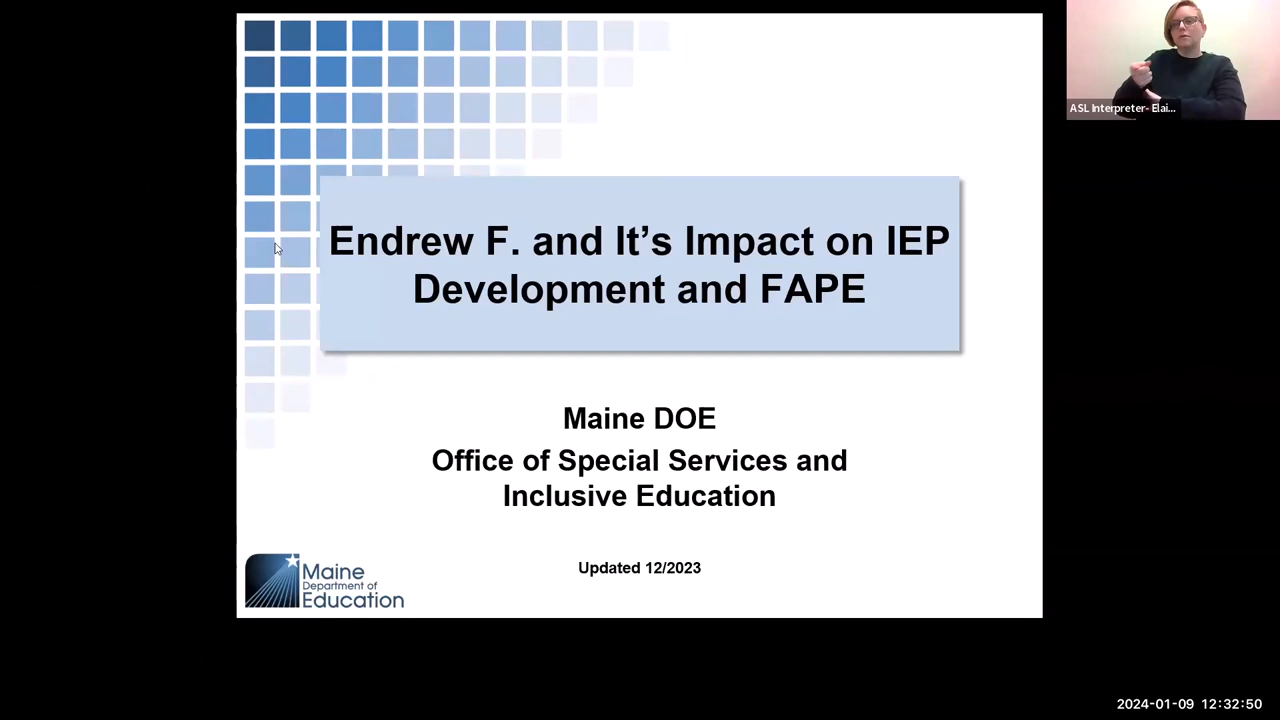 ASL Interpreter- Elai...
Endrew F. and It's Impact on IEP
Development and FAPE
Maine DOE
Office of Special Services and
Inclusive Education
Updated 12/2023
Maine
Department of
Education
2024-01-09 12:32:50